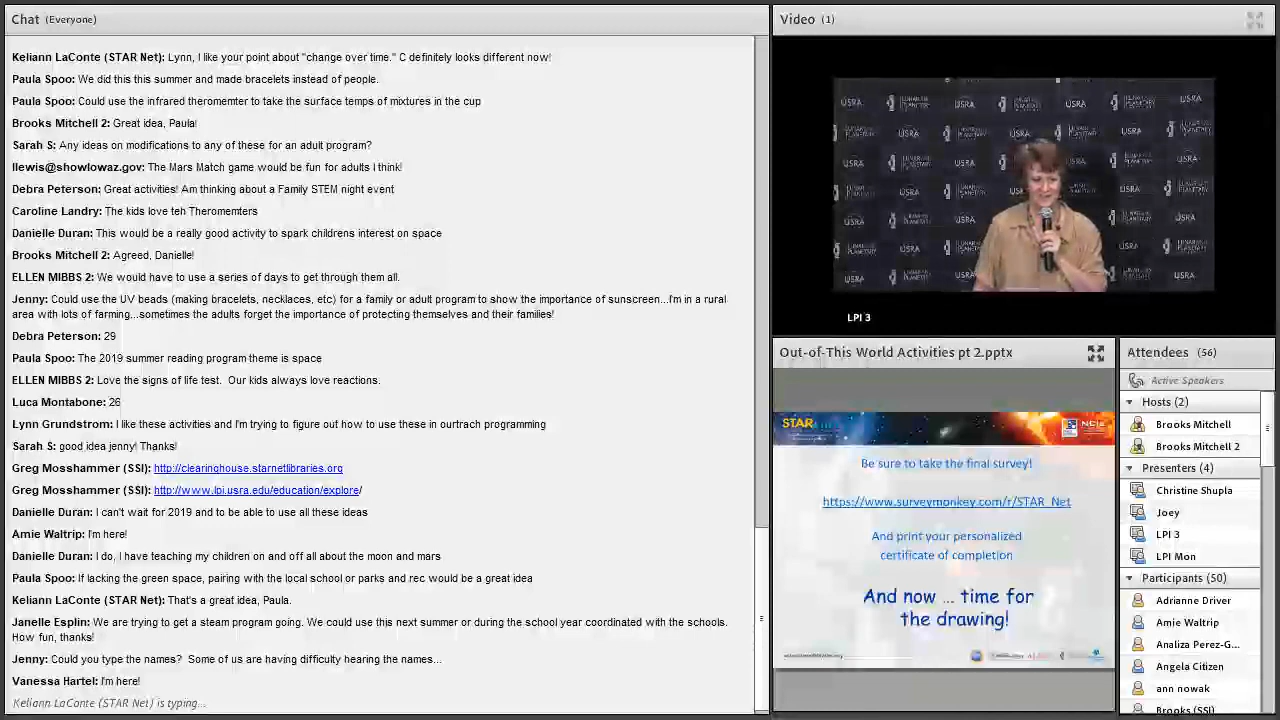 Chat (Everyone)
Keliann LaConte (STAR Net): Lynn, I like your point about "change over time." C definitely looks different now!
Paula Spoo: We did this this summer and made bracelets instead of people.
Paula Spoo: Could use the infrared theromemter to take the surface temps of mixtures in the cup
Brooks Mitchell 2: Great idea, Paula!
Sarah S: Any ideas on modifications to any of these for an adult program?
llewis@showlowaz.gov: The Mars Match game would be fun for adults I think!
Debra Peterson: Great activities! Am thinking about a Family STEM night event
Caroline Landry: The kids love teh Theromenters
Danielle Duran: This would be a really good activity to spark childrens interest on space
Brooks Mitchell 2: Agreed, Danielle!
ELLEN MIBBS 2: We would have to use a series of days to get through them all.
Jenny: Could use the UV beads (making bracelets, necklaces, etc) for a family or adult program to show the importance of sunscreen...I'm in a rural
area with lots of farming...sometimes the adults forget the importance of protecting themselves and their families!
Debra Peterson: 29
Paula Spoo: The 2019 summer reading program theme is space
ELLEN MIBBS 2: Love the signs of life test.  Our kids always love reactions.
Luca Montabone: 26
Lynn Grundstrom: I like these activities and I'm trying to figure out how to use these in ourtrach programming
Sarah S: good idea jenny! Thanks!
Greg Mosshammer (SSI): http://clearinghouse.starnetlibraries.org
Greg Mosshammer (SSI): http://www.lpi.usra.edu/education/explore/
Danielle Duran: I can't wait for 2019 and to be able to use all these ideas
Amie Waltrip: I'm here!
Danielle Duran: I do, I have teaching my children on and off all about the moon and mars
Paula Spoo: If lacking the green space, pairing with the local school or parks and rec would be a great idea
Keliann LaConte (STAR Net): That's a great idea, Paula.
Janelle Esplin: We are trying to get a steam program going. We could use this next summer or during the school year coordinated with the schools.
How fun, thanks!
Jenny: Could you type the names?  Some of us are having difficulty hearing the names...
Vanessa Hartel: I'm here!
Keliann LaConte (STAR Net) is typing...
Video (1)
USRA
LUNAR AND PLANETARY
LPI 3
Out-of-This World Activities pt 2.pptx
STAR
Be sure to take the final survey!
https://www.surveymonkey.com/r/STAR_Net
And print your personalized
certificate of completion
And now ... time for
the drawing!
Attendees (56)
Active Speakers
Hosts (2)
Brooks Mitchell
Brooks Mitchell 2
Presenters (4)
Christine Shupla
Joey
LPI 3
LPI Mon
Participants (50)
Adrianne Driver
Amie Waltrip
Analiza Perez-G...
Angela Citizen
ann nowak
Brooks (SSI)